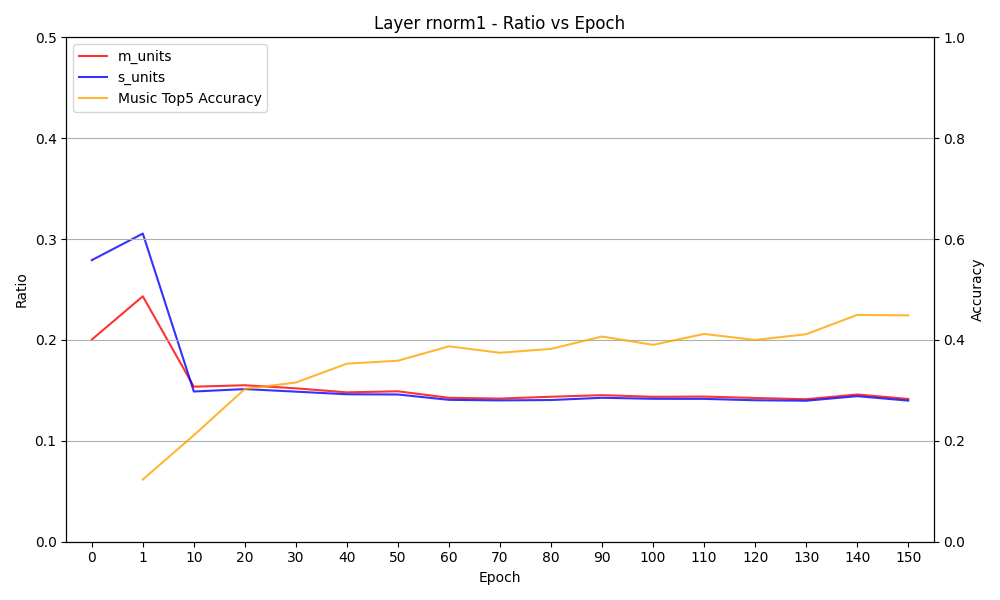 Layer rnorm1 - Ratio vs Epoch
m_units
s_units
Music Top5 Accuracy
0.5
0.4
0.3
0.2
0.1
0.0
Ratio
1.0
0.8
0.6
0.4
0.2
0.0
Accuracy
0 1 10 20 30 40 50 60 70 80 90 100 110 120 130 140 150
Epoch